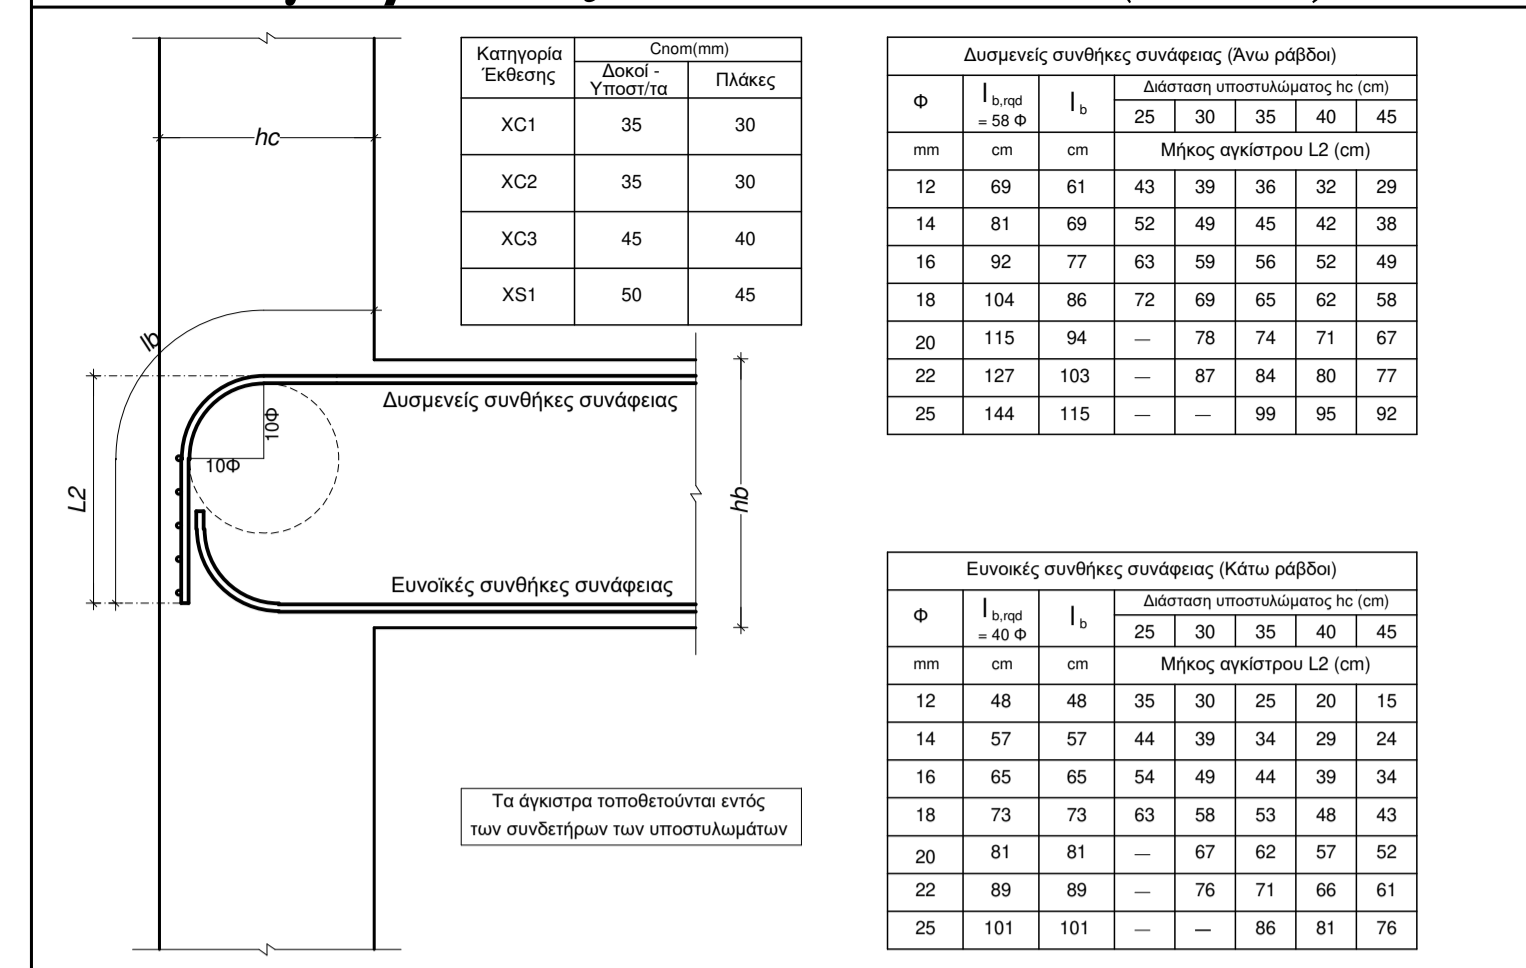 hc
lb
L2
10Φ
10Φ
hb
Δυσμενείς συνθήκες συνάφειας
Ευνοϊκές συνθήκες συνάφειας
Κατηγορία Έκθεσης Cnom(mm)
Δοκοί - Υποστ/τα Πλάκες
XC1 35 30
XC2 35 30
XC3 45 40
XS1 50 45
Τα άγκιστρα τοποθετούνται εντός
των συνδετήρων των υποστυλωμάτων
Δυσμενείς συνθήκες συνάφειας (Άνω ράβδοι)
Φ l b,rqd = 58 Φ l b Διάσταση υποστυλώματος hc (cm)
25 30 35 40 45
mm cm cm Μήκος αγκίστρου L2 (cm)
12 69 61 43 39 36 32 29
14 81 69 52 49 45 42 38
16 92 77 63 59 56 52 49
18 104 86 72 69 65 62 58
20 115 94 — 78 74 71 67
22 127 103 — 87 84 80 77
25 144 115 — — 99 95 92
Ευνοικές συνθήκες συνάφειας (Κάτω ράβδοι)
Φ l b,rqd = 40 Φ l b Διάσταση υποστυλώματος hc (cm)
25 30 35 40 45
mm cm cm Μήκος αγκίστρου L2 (cm)
12 48 48 35 30 25 20 15
14 57 57 44 39 34 29 24
16 65 65 54 49 44 39 34
18 73 73 63 58 53 48 43
20 81 81 — 67 62 57 52
22 89 89 — 76 71 66 61
25 101 101 — — 86 81 76